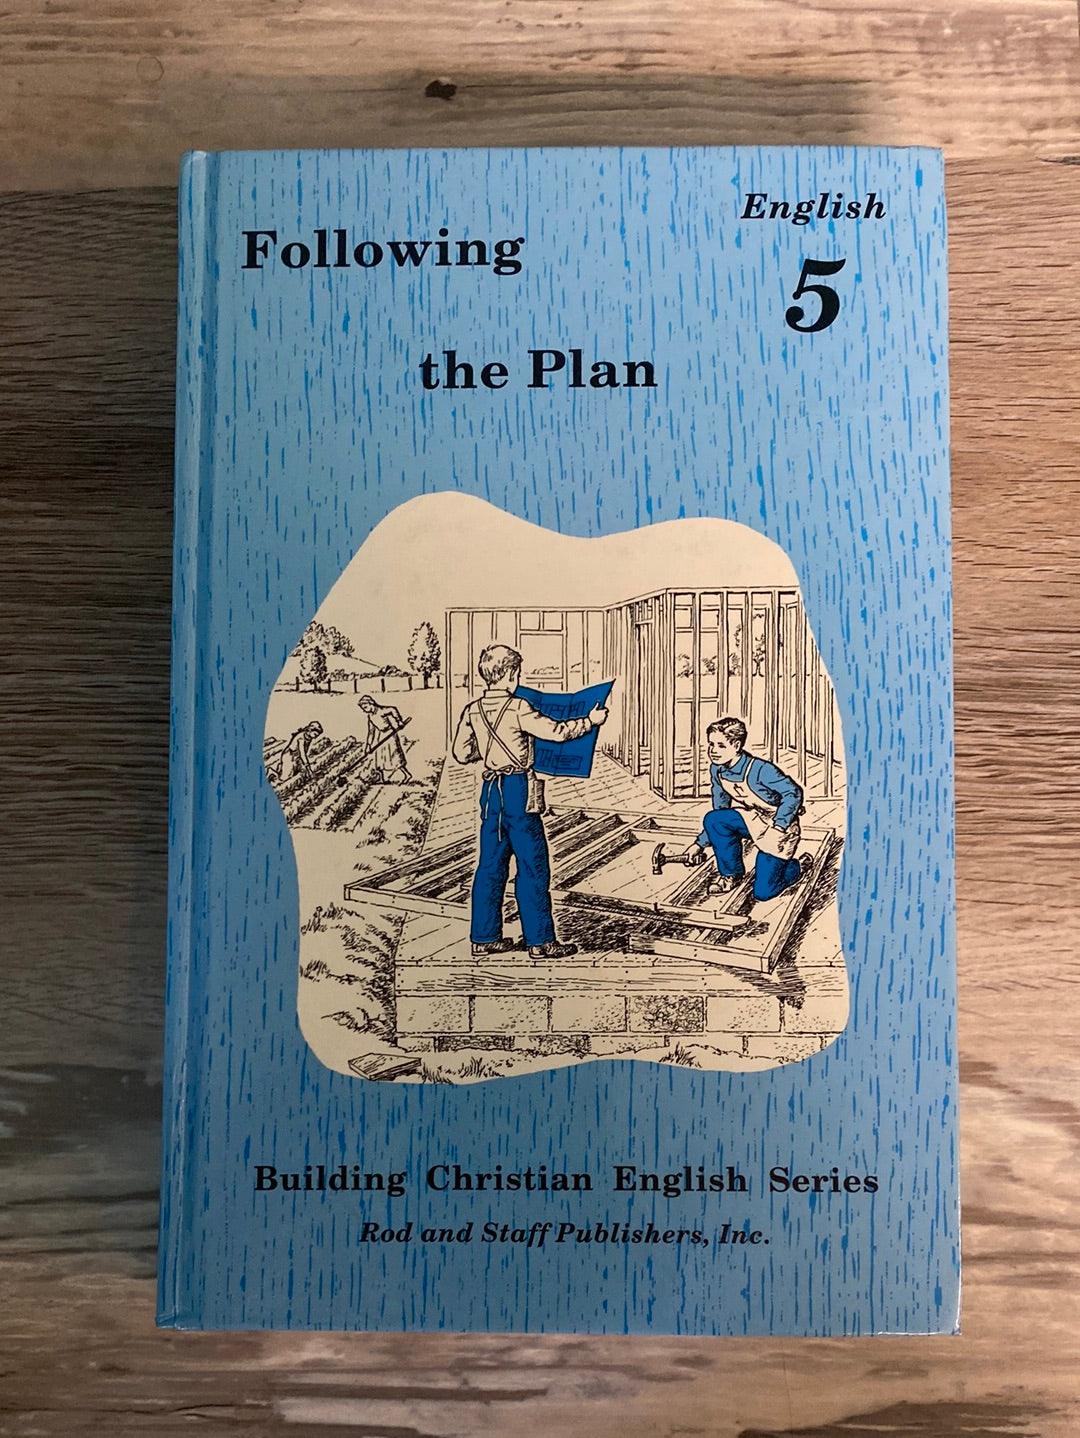 English
5
Following
the Plan
Building Christian English Series
Rod and Staff Publishers, Inc.